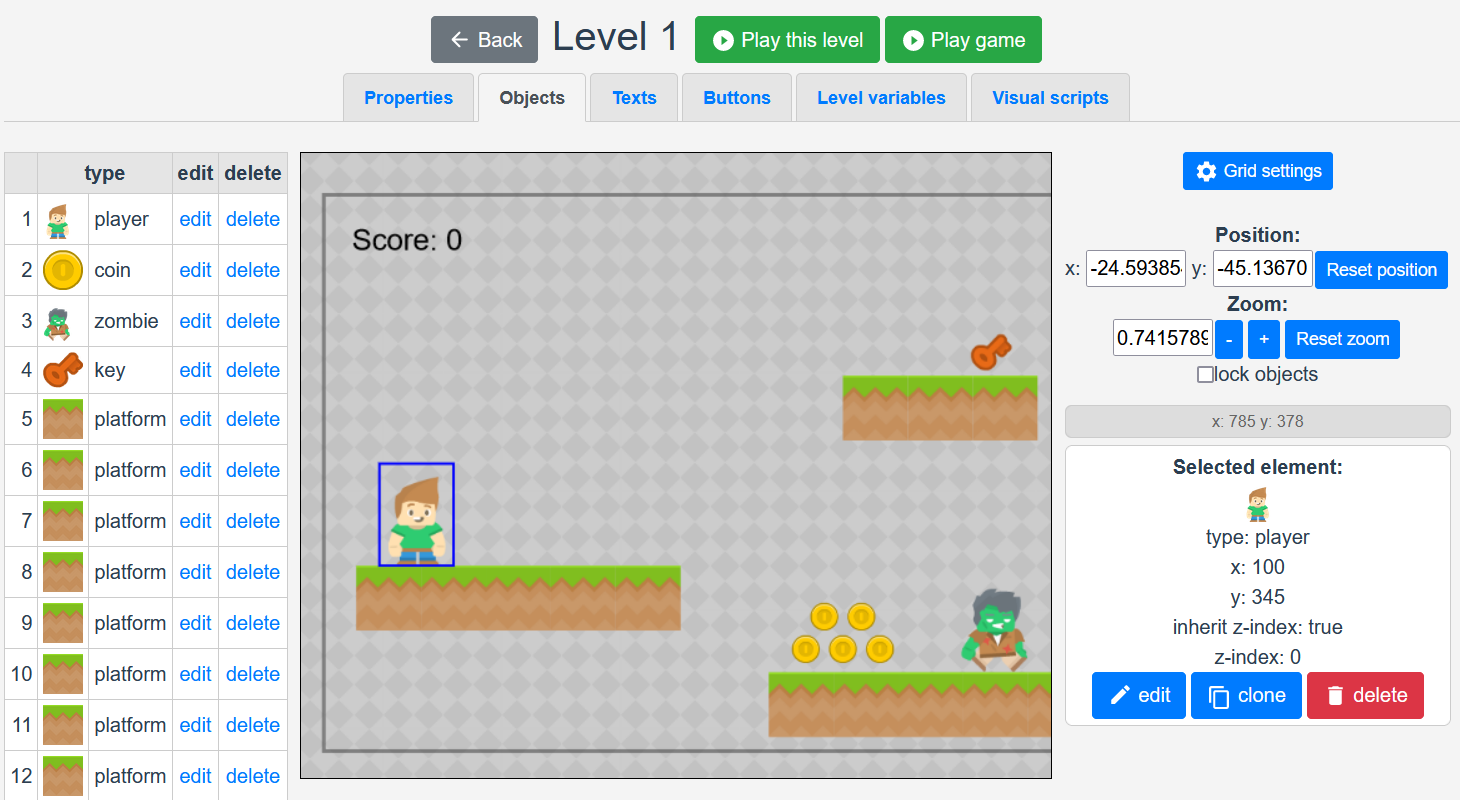 Back Level 1 Play this level Play game
Properties Objects Texts Buttons Level variables Visual scripts
type edit delete
1 player edit delete
2 coin edit delete
3 zombie edit delete
4 key edit delete
5 platform edit delete
6 platform edit delete
7 platform edit delete
8 platform edit delete
9 platform edit delete
10 platform edit delete
11 platform edit delete
12 platform edit delete
Score: 0
Grid settings
Position:
x: -24.59385 y: -45.13670 Reset position
Zoom:
0.7415789 - + Reset zoom
lock objects
x: 785 y: 378
Selected element:
type: player
x: 100
y: 345
inherit z-index: true
z-index: 0
edit clone delete